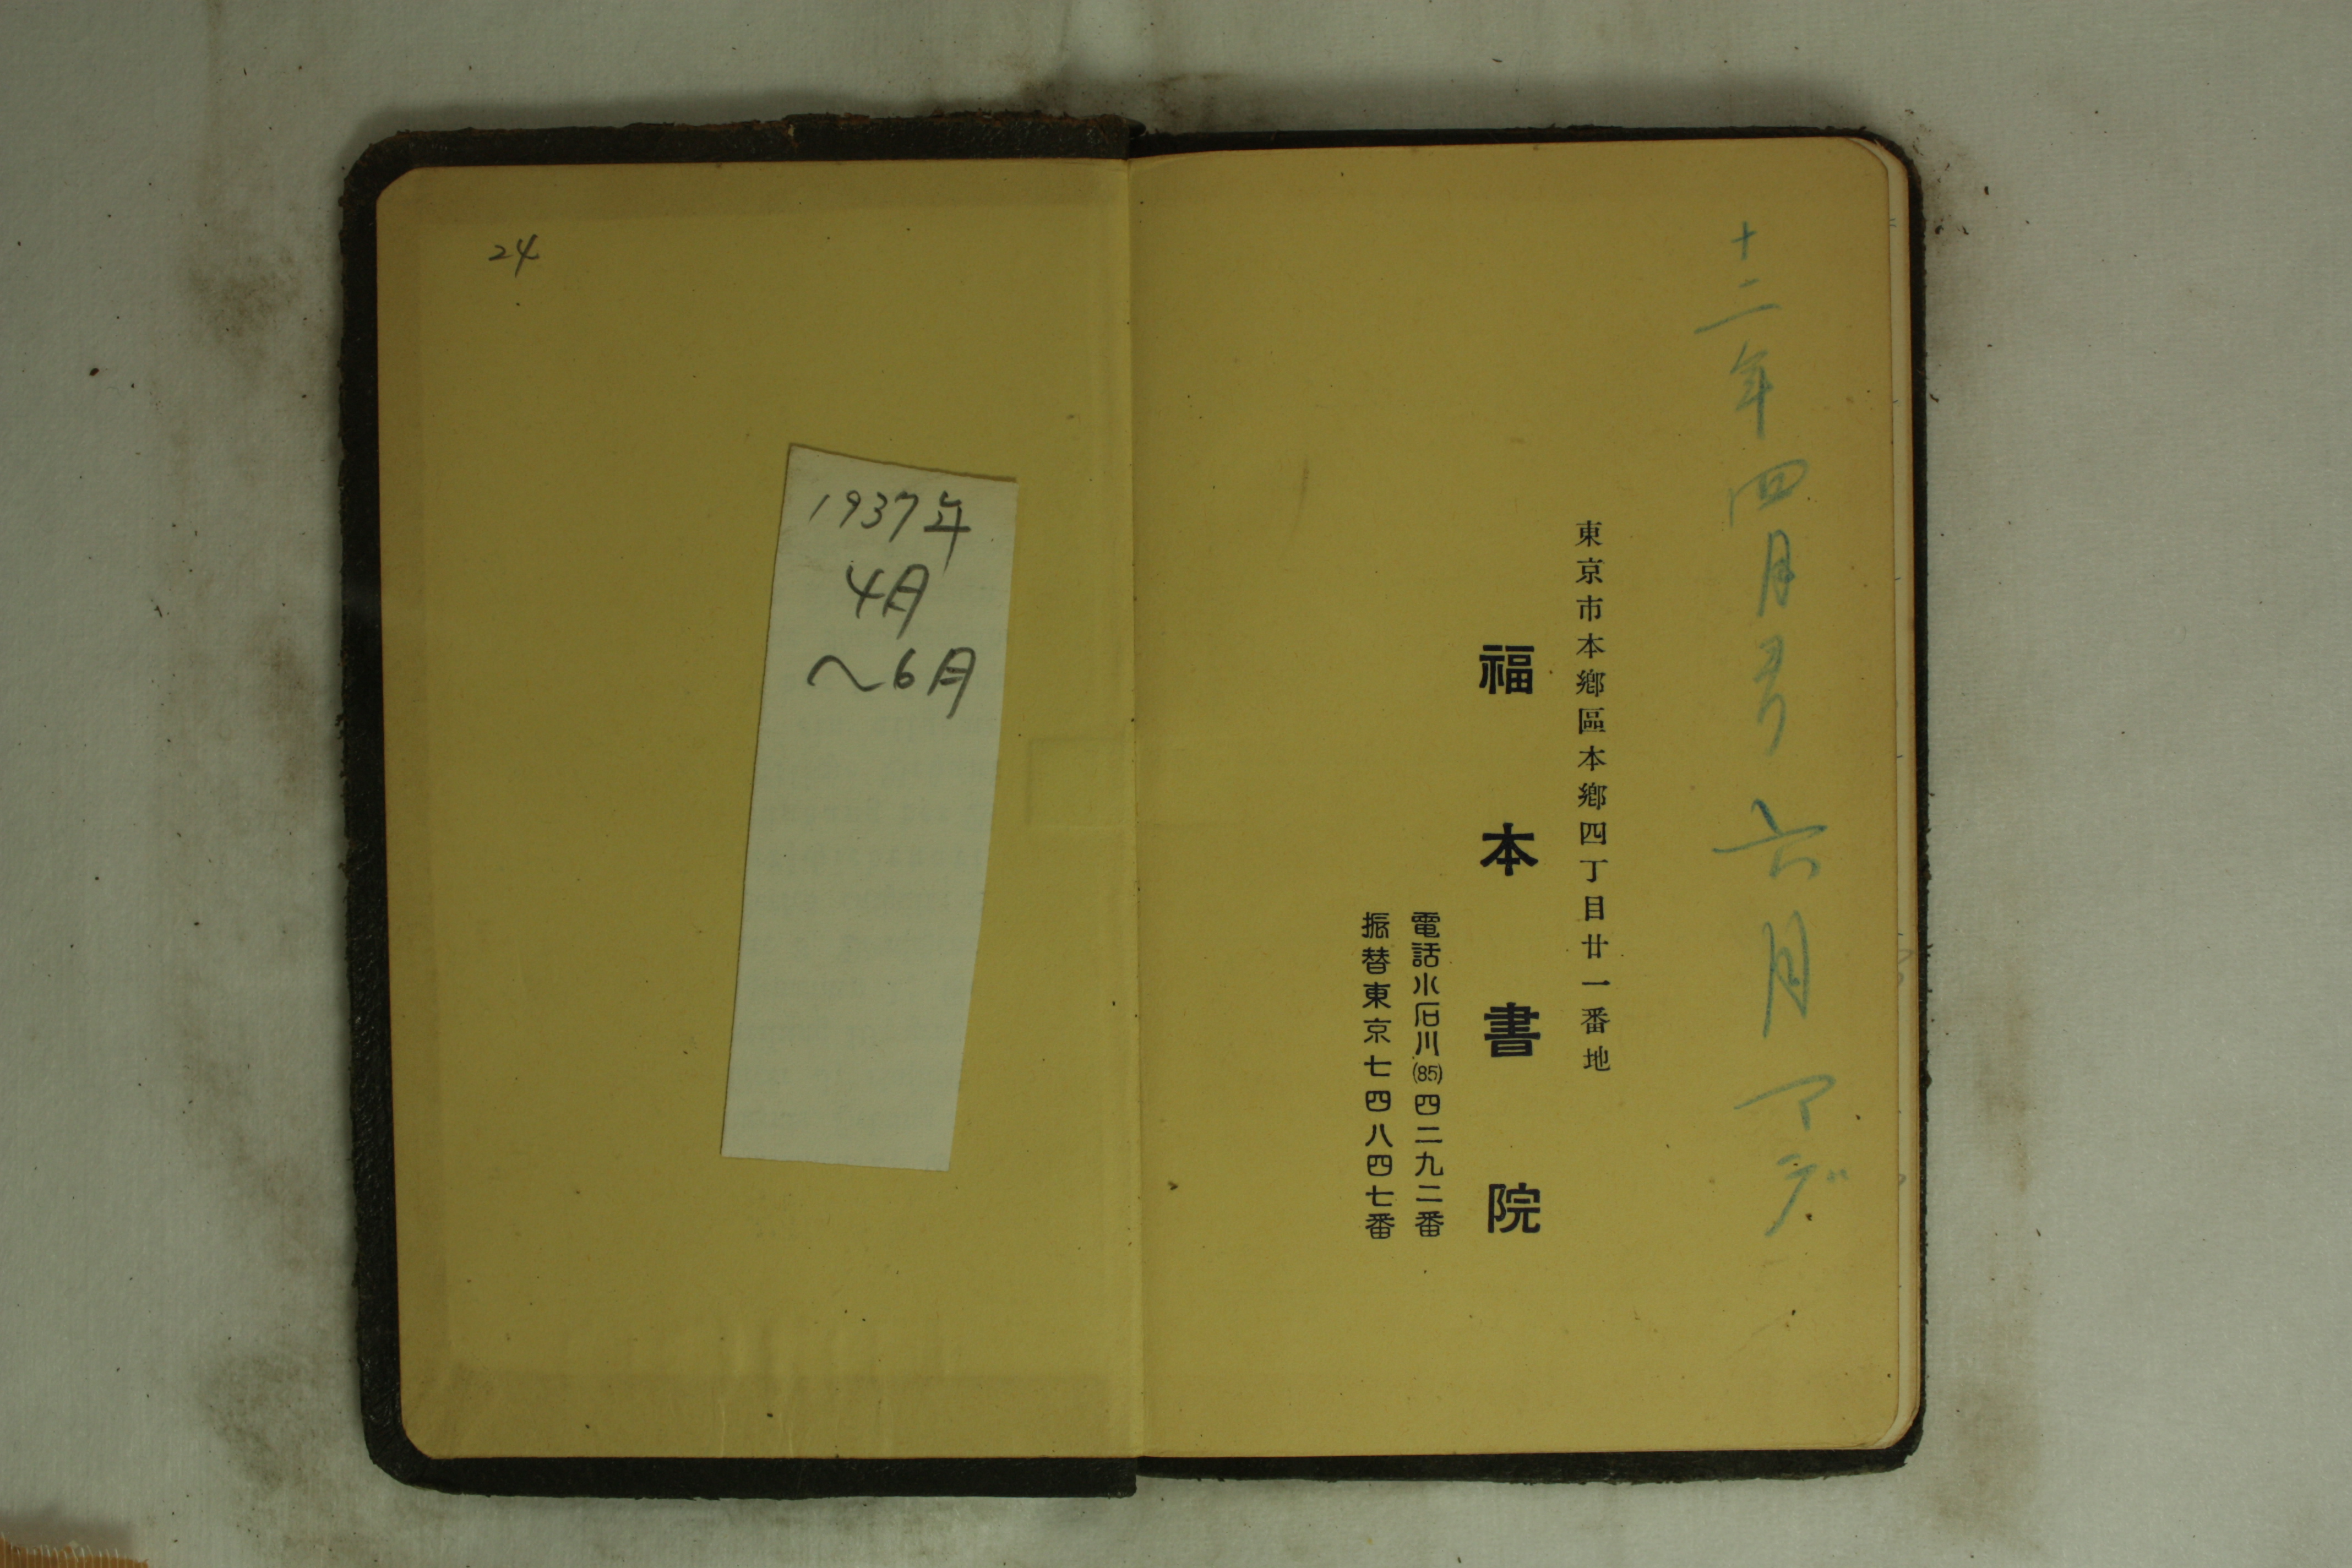 24
1937年
4月
〜6月
十二年四月ヨリ六月マデ
東京市本鄕區本鄕四丁目廿一番地
福本書院
電話小石川(85)四二九二番
振替東京七四八四七番